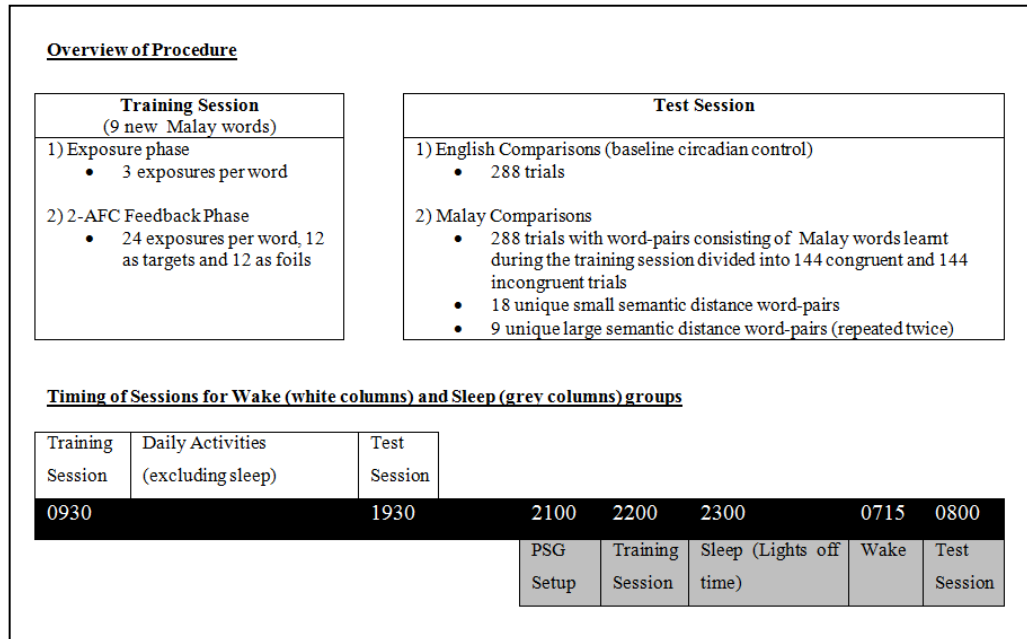 Overview of Procedure
Training Session
(9 new Malay words)
1) Exposure phase
• 3 exposures per word
2) 2-AFC Feedback Phase
• 24 exposures per word, 12
as targets and 12 as foils
Test Session
1) English Comparisons (baseline circadian control)
• 288 trials
2) Malay Comparisons
• 288 trials with word-pairs consisting of Malay words learnt
during the training session divided into 144 congruent and 144
incongruent trials
• 18 unique small semantic distance word-pairs
• 9 unique large semantic distance word-pairs (repeated twice)
Timing of Sessions for Wake (white columns) and Sleep (grey columns) groups
Training Daily Activities Test
Session (excluding sleep) Session
0930 1930 2100 2200 2300 0715 0800
PSG Training Sleep (Lights off Wake Test
Setup Session time) Session